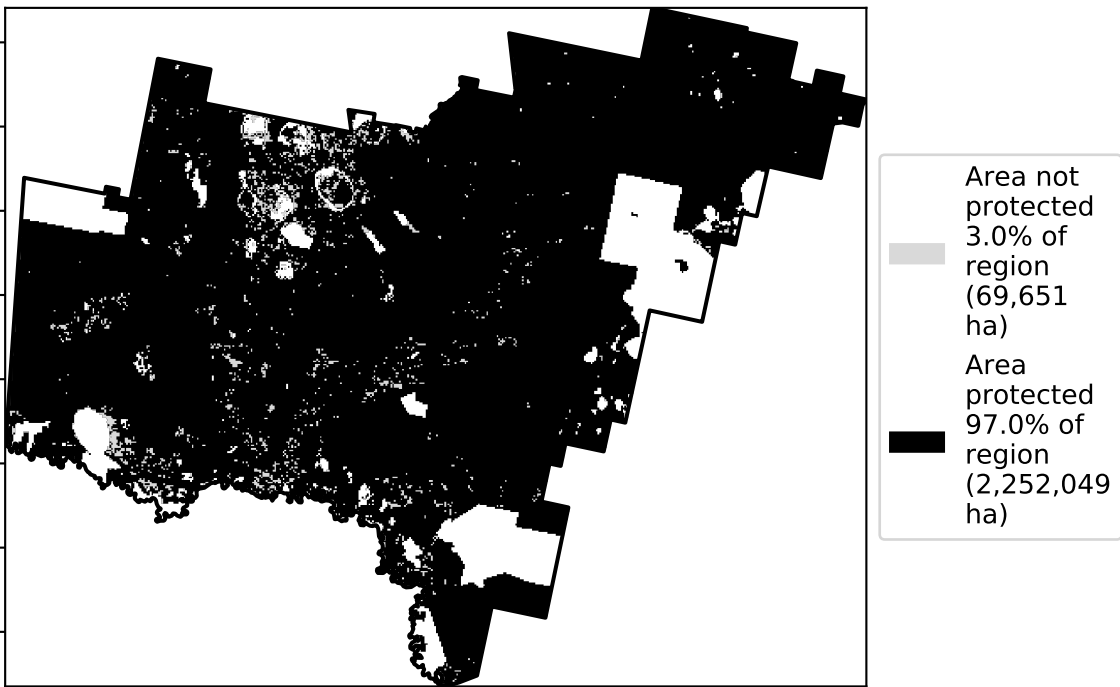 Area not
protected
3.0% of
region
(69,651
ha)
Area
protected
97.0% of
region
(2,252,049
ha)